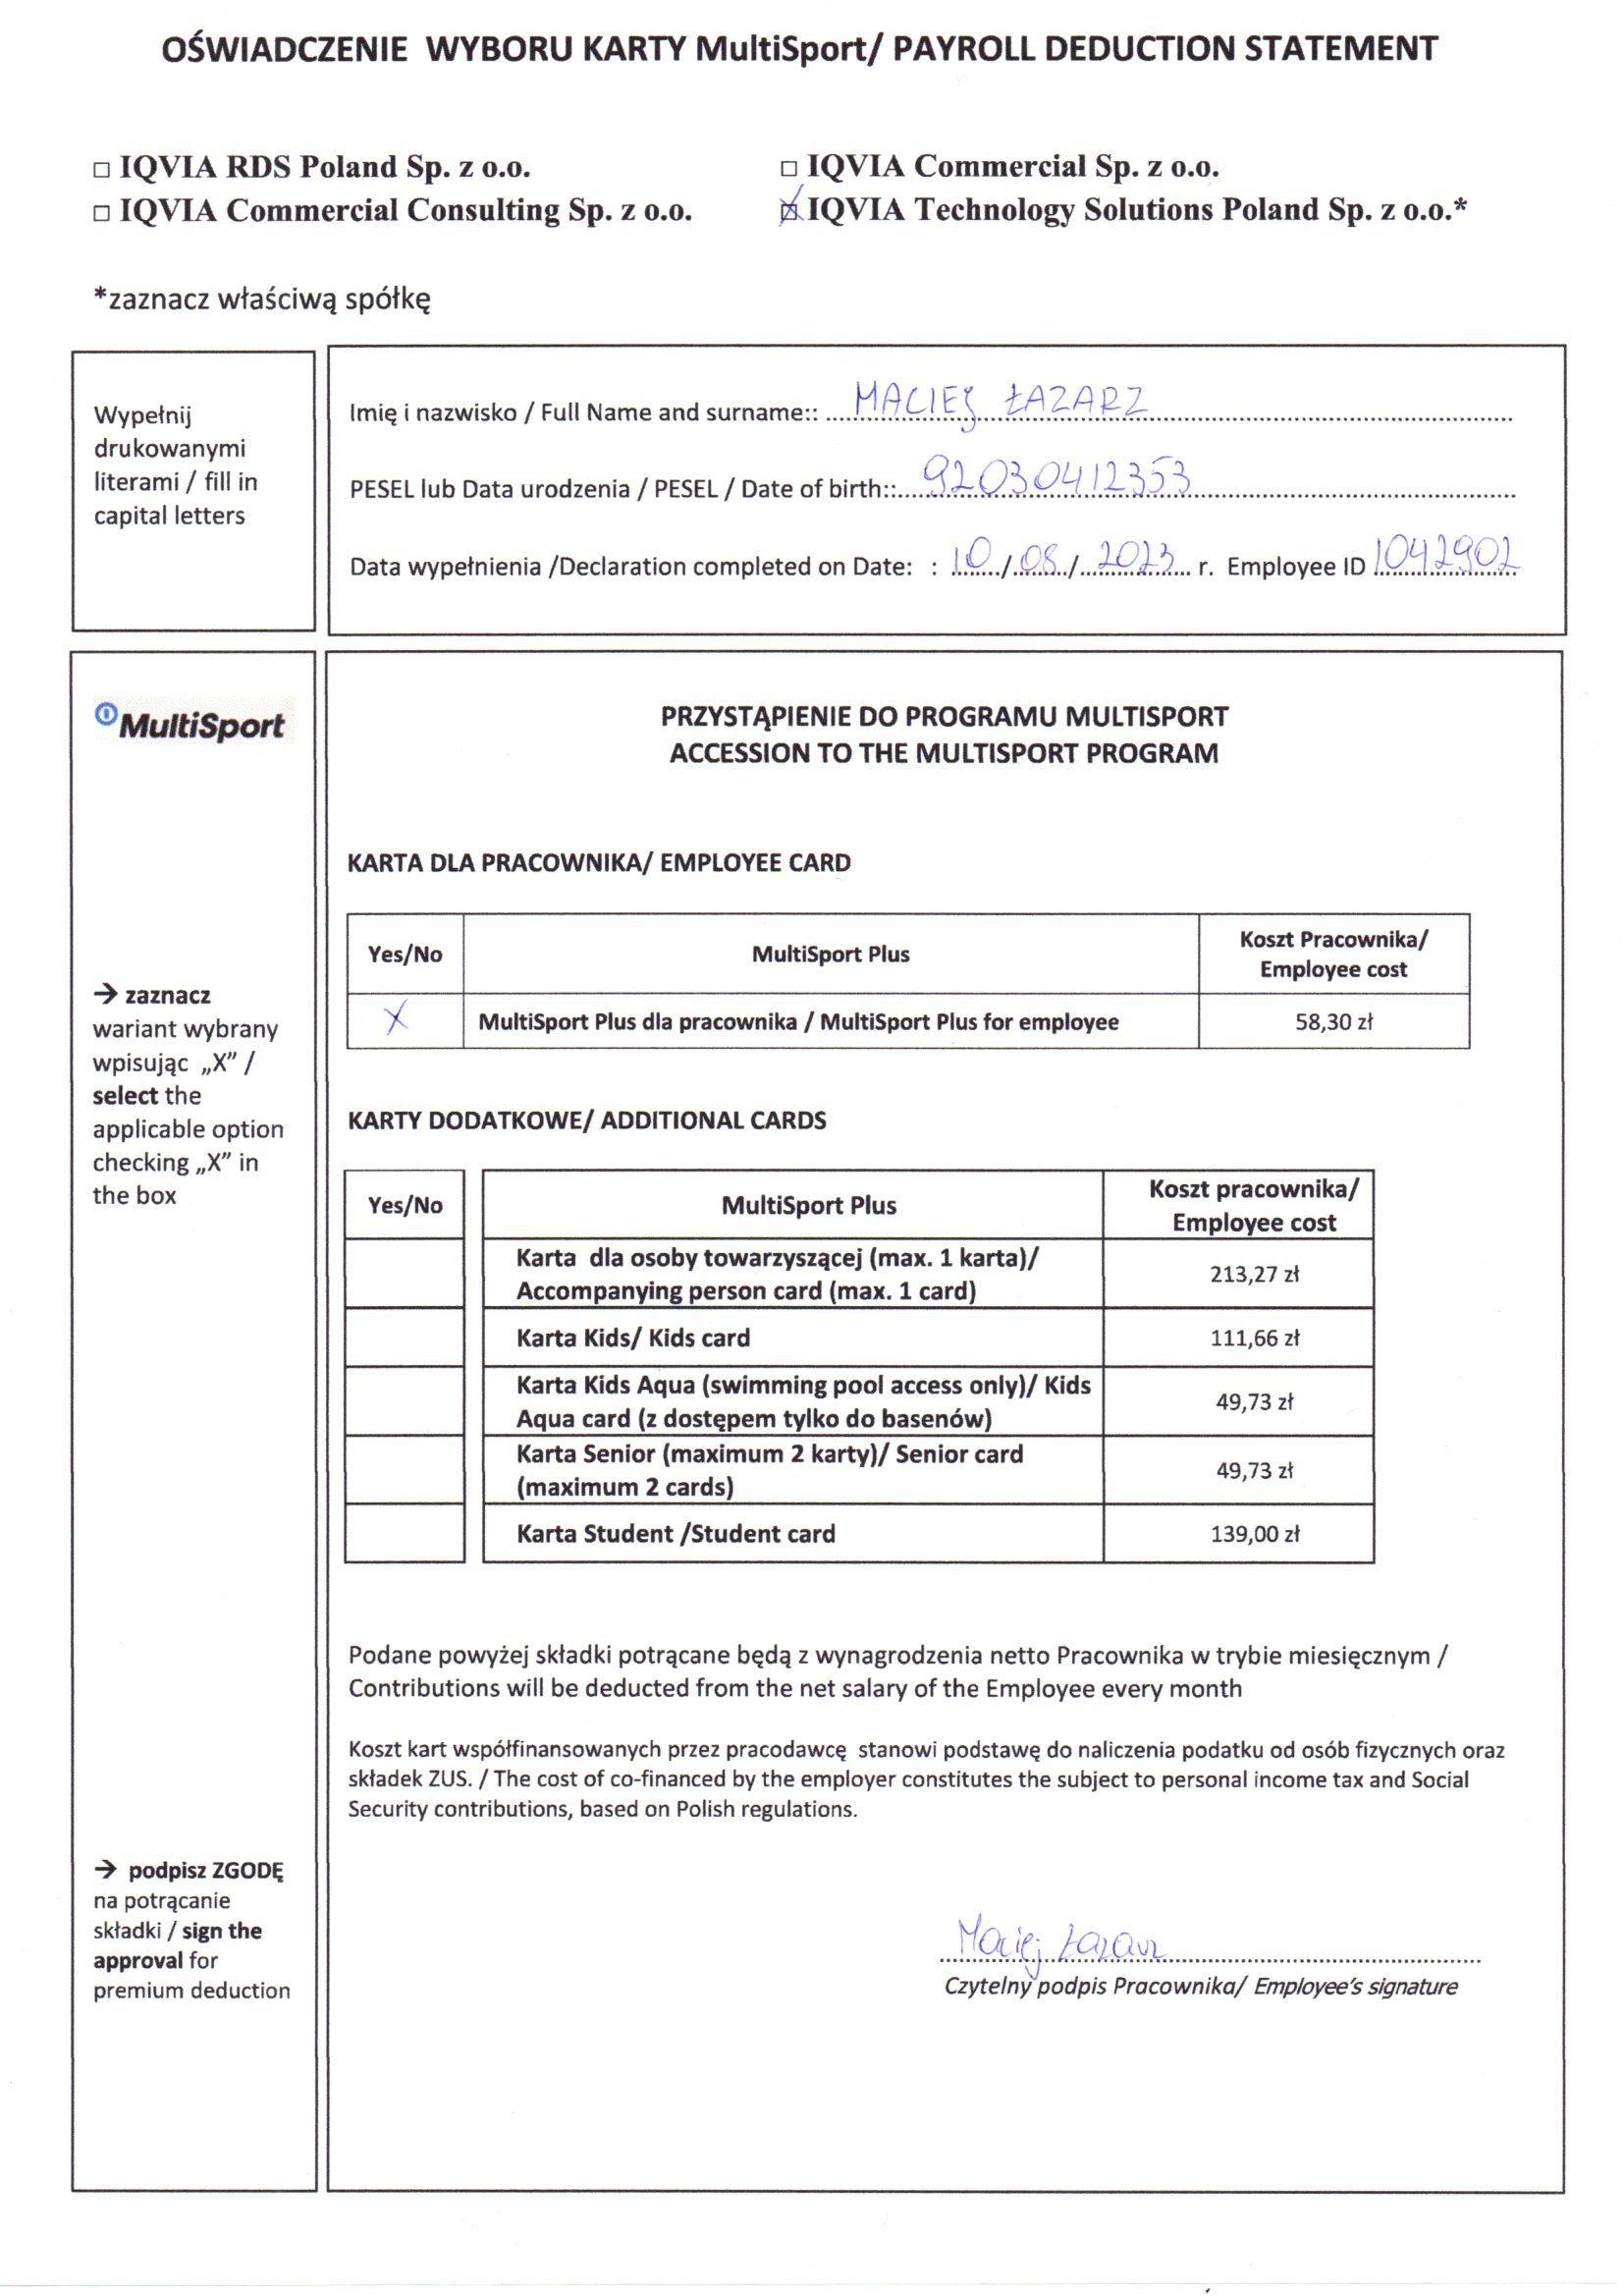 OŚWIADCZENIE WYBORU KARTY MultiSport/ PAYROLL DEDUCTION STATEMENT
□ IQVIA RDS Poland Sp. z o.o.
□ IQVIA Commercial Sp. z o.o.
□ IQVIA Commercial Consulting Sp. z o.o.
☒ IQVIA Technology Solutions Poland Sp. z o.o.*
*zaznacz właściwą spółkę
Wypełnij
drukowanymi
literami / fill in
capital letters
Imię i nazwisko / Full Name and surname:: MACIEJ ŁAZARZ
PESEL lub Data urodzenia / PESEL / Date of birth:: 92030412353
Data wypełnienia /Declaration completed on Date: : 10/08/2023 r. Employee ID 1042902
MultiSport
→ zaznacz
wariant wybrany
wpisując „X” /
select the
applicable option
checking „X” in
the box
→ podpisz ZGODĘ
na potrącanie
składki / sign the
approval for
premium deduction
PRZYSTĄPIENIE DO PROGRAMU MULTISPORT
ACCESSION TO THE MULTISPORT PROGRAM
KARTA DLA PRACOWNIKA/ EMPLOYEE CARD
Yes/No
MultiSport Plus
Koszt Pracownika/
Employee cost
X
MultiSport Plus dla pracownika / MultiSport Plus for employee
58,30 zł
KARTY DODATKOWE/ ADDITIONAL CARDS
Yes/No
MultiSport Plus
Koszt pracownika/
Employee cost
Karta dla osoby towarzyszącej (max. 1 karta)/
Accompanying person card (max. 1 card)
213,27 zł
Karta Kids/ Kids card
111,66 zł
Karta Kids Aqua (swimming pool access only)/ Kids
Aqua card (z dostępem tylko do basenów)
49,73 zł
Karta Senior (maximum 2 karty)/ Senior card
(maximum 2 cards)
49,73 zł
Karta Student /Student card
139,00 zł
Podane powyżej składki potrącane będą z wynagrodzenia netto Pracownika w trybie miesięcznym /
Contributions will be deducted from the net salary of the Employee every month
Koszt kart współfinansowanych przez pracodawcę stanowi podstawę do naliczenia podatku od osób fizycznych oraz
składek ZUS. / The cost of co-financed by the employer constitutes the subject to personal income tax and Social
Security contributions, based on Polish regulations.
Maciej Łazarz
Czytelny podpis Pracownika/ Employee's signature